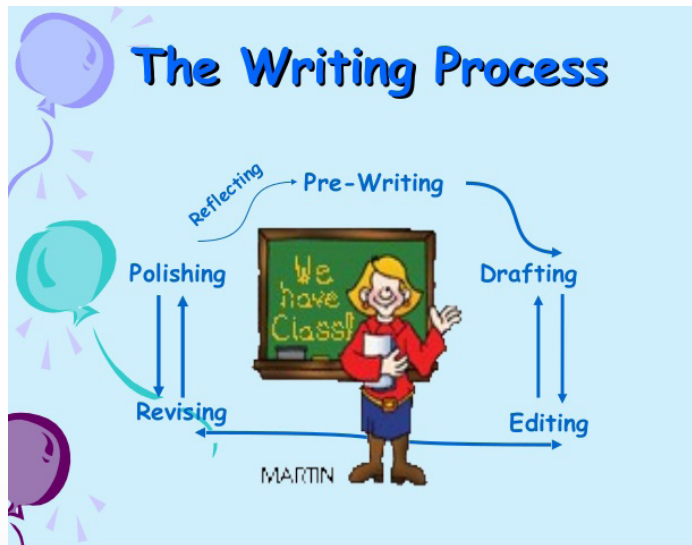 The Writing Process
Reflecting
Pre-Writing
Polishing
We
have
Class!
Drafting
Revising
Editing
MARTIN